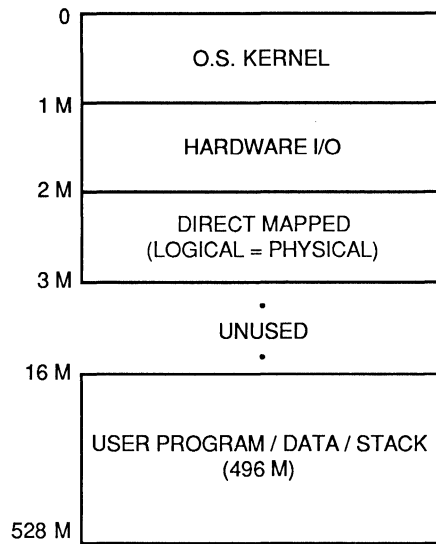 0
O.S. KERNEL
1 M
HARDWARE I/O
2 M
DIRECT MAPPED
(LOGICAL = PHYSICAL)
3 M
UNUSED
16 M
USER PROGRAM / DATA / STACK
(496 M)
528 M